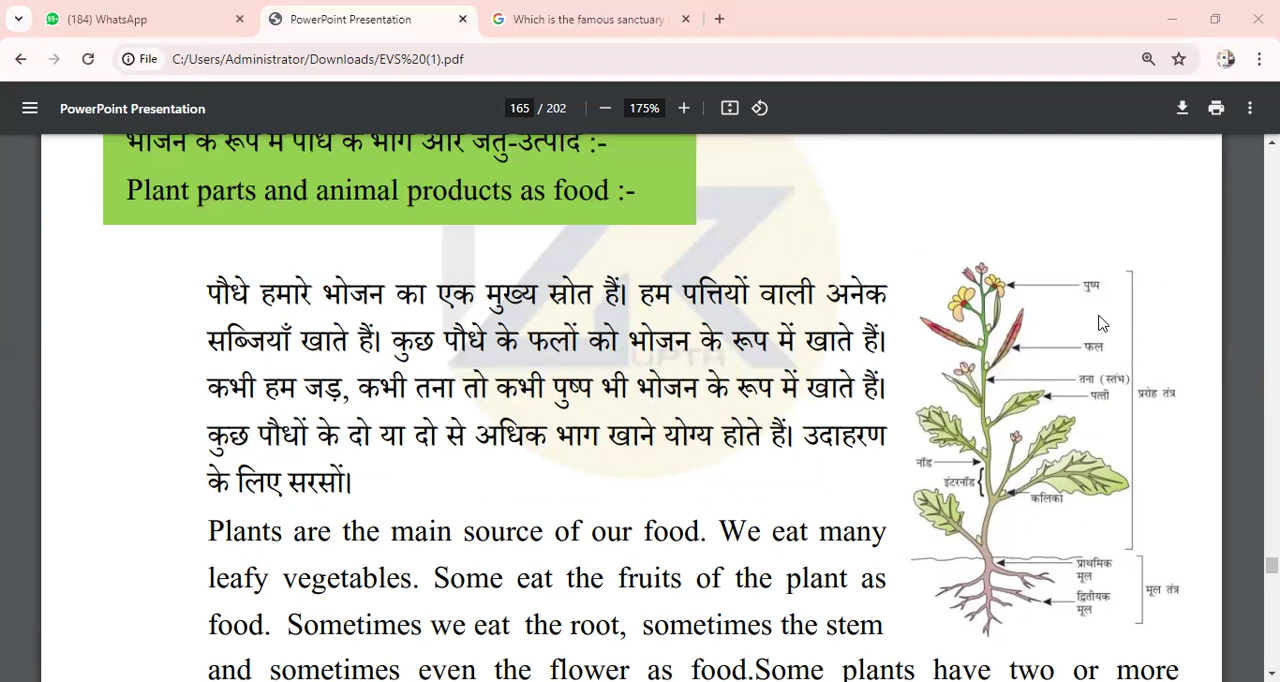 (184) WhatsApp
PowerPoint Presentation
Which is the famous sanctuary
File C:/Users/Administrator/Downloads/EVS%20(1).pdf
PowerPoint Presentation
165 / 202
175%
भोजन के रूप में पौधे के भाग और जंतु-उत्पाद :-
Plant parts and animal products as food :-
पौधे हमारे भोजन का एक मुख्य स्रोत हैं। हम पत्तियों वाली अनेक
सब्जियाँ खाते हैं। कुछ पौधे के फलों को भोजन के रूप में खाते हैं।
कभी हम जड़, कभी तना तो कभी पुष्प भी भोजन के रूप में खाते हैं।
कुछ पौधों के दो या दो से अधिक भाग खाने योग्य होते हैं। उदाहरण
के लिए सरसों।
Plants are the main source of our food. We eat many
leafy vegetables. Some eat the fruits of the plant as
food. Sometimes we eat the root, sometimes the stem
and sometimes even the flower as food.Some plants have two or more
पुष्प
फल
तना (स्तंभ)
पत्ती
प्ररोह तंत्र
नॉड
इंटरनॉड
कलिका
प्राथमिक
मूल
द्वितीयक
मूल
मूल तंत्र